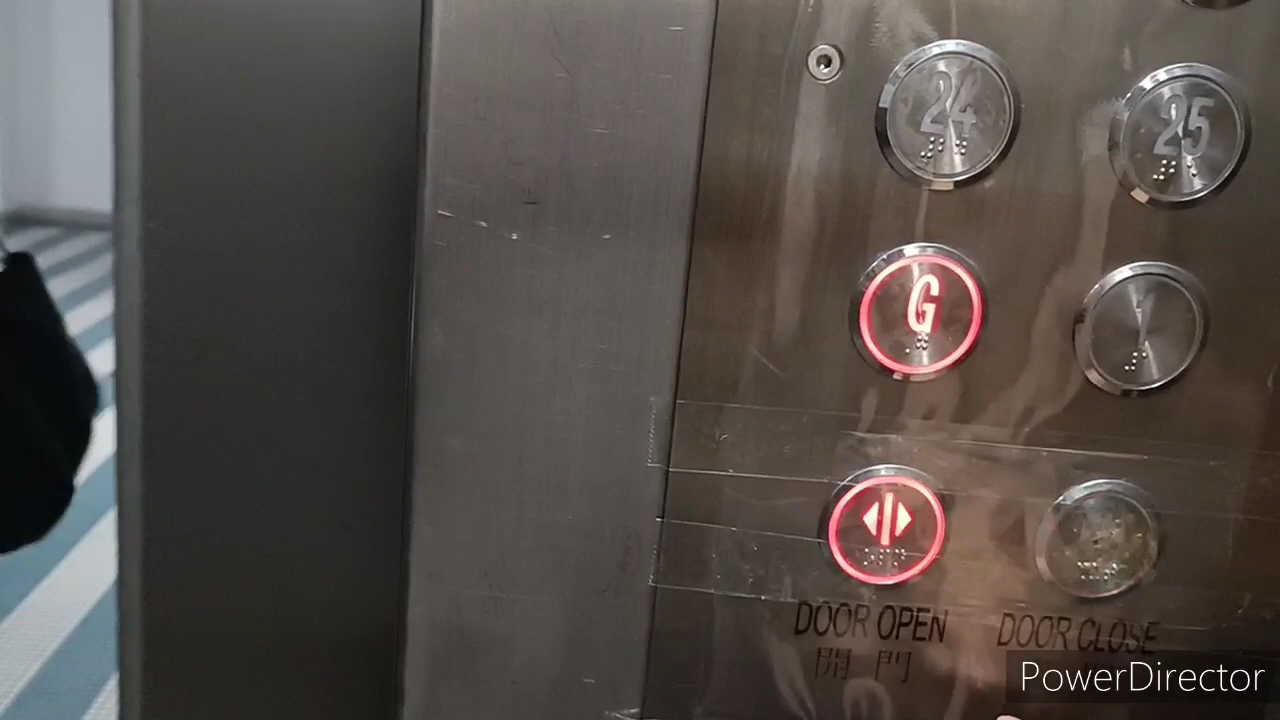 24 25
G 1
DOOR OPEN DOOR CLOSE
開 門
PowerDirector